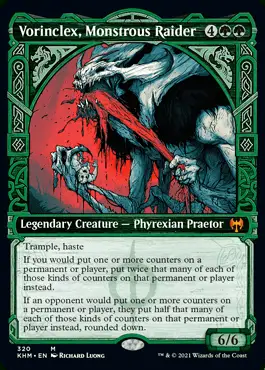 Vorinclex, Monstrous Raider 4
Legendary Creature — Phyrexian Praetor
Trample, haste
If you would put one or more counters on a
permanent or player, put twice that many of each
of those kinds of counters on that permanent or
player instead.
If an opponent would put one or more counters
on a permanent or player, they put half that many
of each of those kinds of counters on that permanent or
player instead, rounded down.
6/6
320 M
KHM • EN Richard Luong
™ & © 2021 Wizards of the Coast